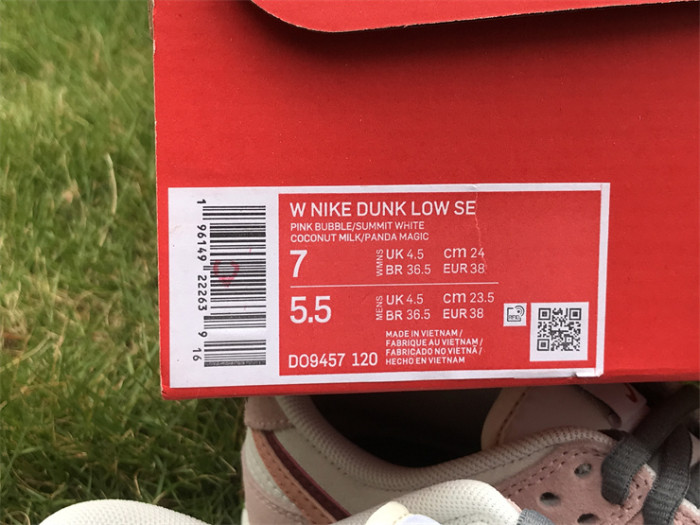 W NIKE DUNK LOW SE
PINK BUBBLE/SUMMIT WHITE
COCONUT MILK/PANDA MAGIC
7
WMNS
UK 4.5 cm 24
BR 36.5 EUR 38
5.5
MENS
UK 4.5 cm 23.5
BR 36.5 EUR 38
DO9457 120
MADE IN VIETNAM /
FABRIQUE AU VIETNAM /
FABRICADO NO VIETNÃ /
HECHO EN VIETNAM
1 96149 22263 9 16